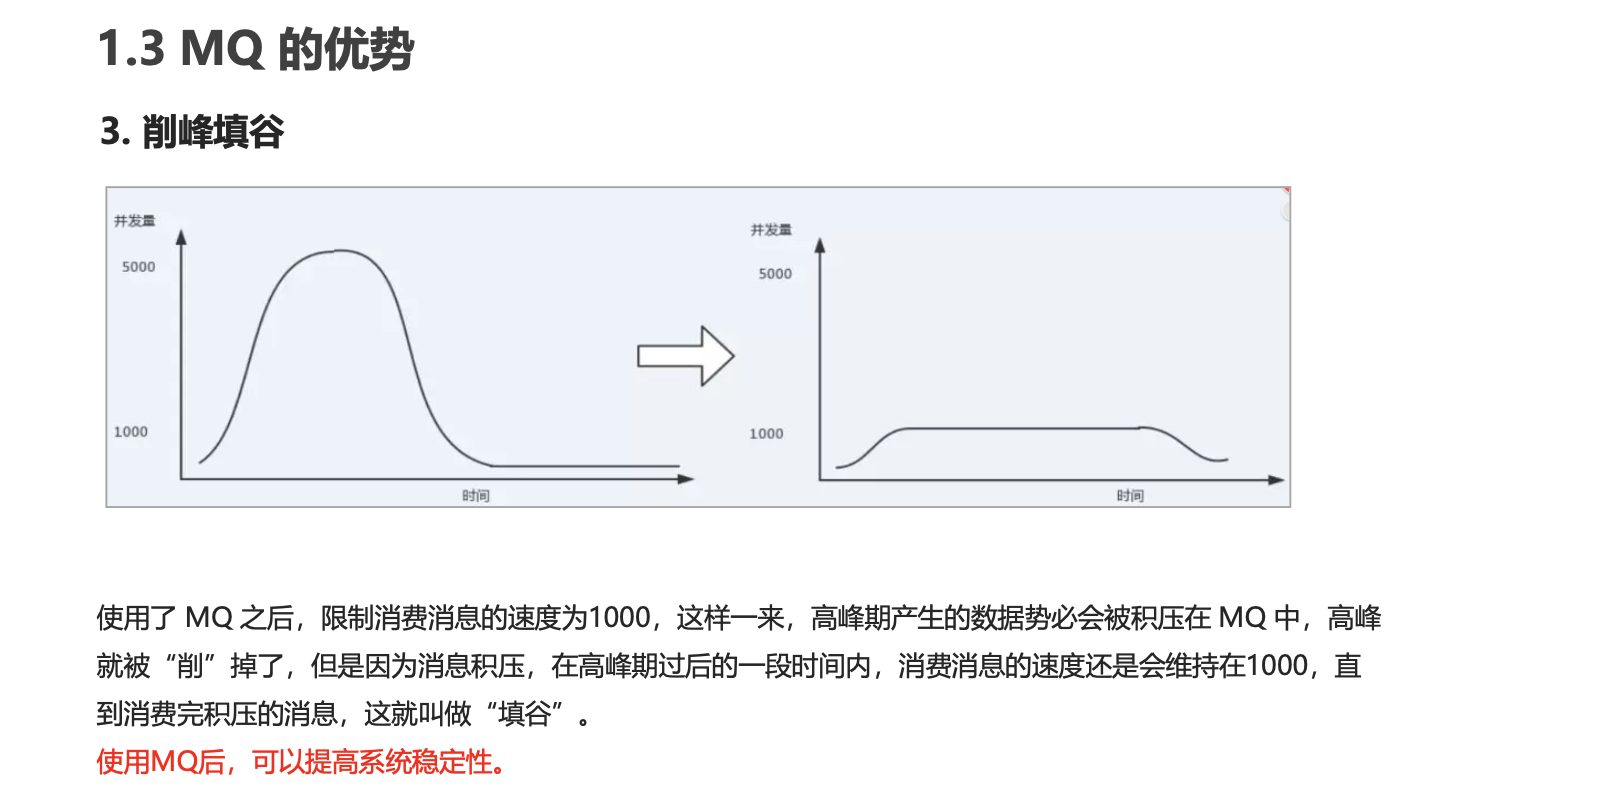 1.3 MQ 的优势
3. 削峰填谷
并发量
5000
1000
时间
并发量
5000
1000
时间
使用了 MQ 之后，限制消费消息的速度为1000，这样一来，高峰期产生的数据势必会被积压在 MQ 中，高峰
就被“削”掉了，但是因为消息积压，在高峰期过后的一段时间内，消费消息的速度还是会维持在1000，直
到消费完积压的消息，这就叫做“填谷”。
使用MQ后，可以提高系统稳定性。